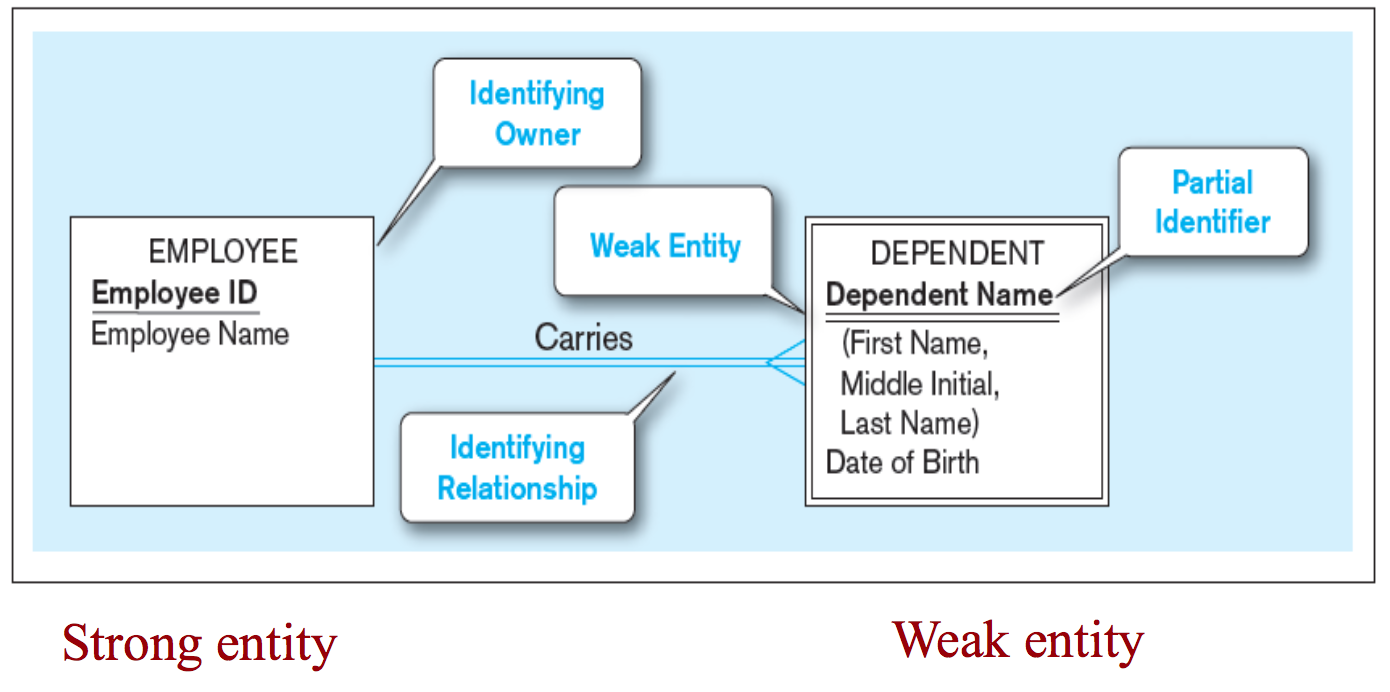 Identifying
Owner
Partial
Identifier
Weak Entity
EMPLOYEE
Employee ID
Employee Name
DEPENDENT
Dependent Name
(First Name,
Middle Initial,
Last Name)
Date of Birth
Carries
Identifying
Relationship
Strong entity
Weak entity